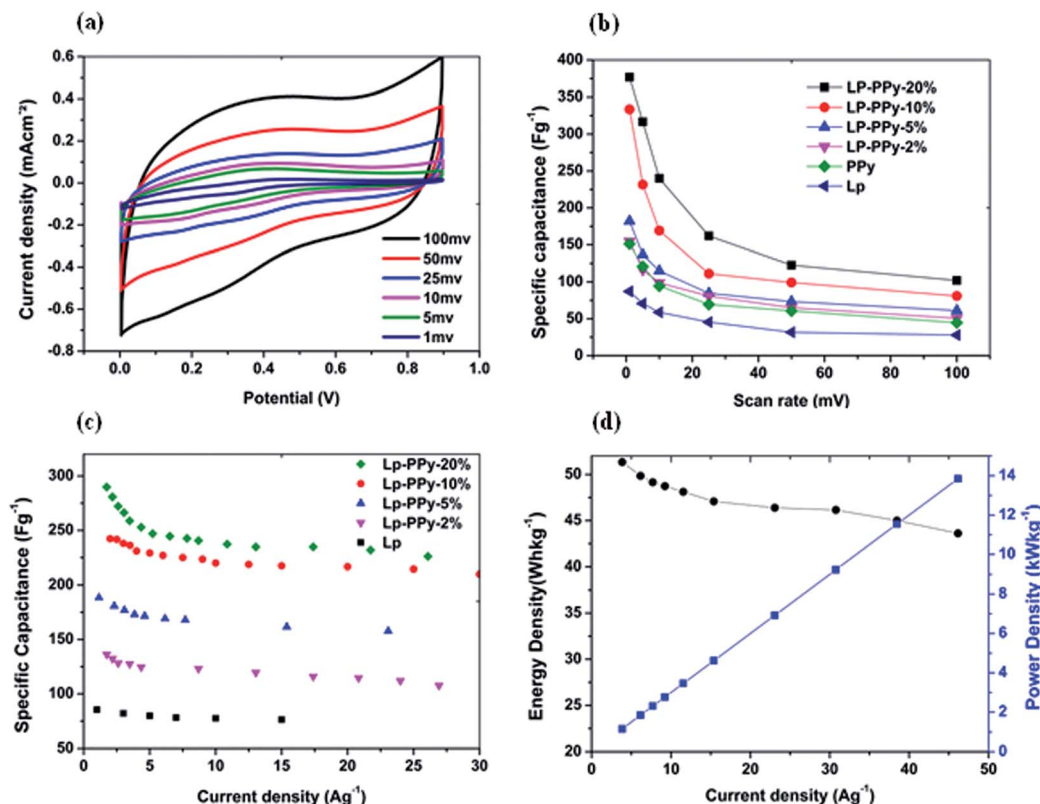 (a)
0.6
0.4
0.2
0.0
-0.2
-0.4
-0.6
-0.8
Current density (mAcm⁻²)
100mv
50mv
25mv
10mv
5mv
1mv
0.0 0.2 0.4 0.6 0.8 1.0
Potential (V)
(b)
400
350
300
250
200
150
100
50
0
Specific capacitance (Fg⁻¹)
LP-PPy-20%
LP-PPy-10%
LP-PPy-5%
LP-PPy-2%
PPy
Lp
0 20 40 60 80 100
Scan rate (mV)
(c)
300
250
200
150
100
50
Specific Capacitance (Fg⁻¹)
Lp-PPy-20%
Lp-PPy-10%
Lp-PPy-5%
Lp-PPy-2%
Lp
0 5 10 15 20 25 30
Current density (Ag⁻¹)
(d)
50
45
40
35
30
25
20
Energy Density(Whkg⁻¹)
14
12
10
8
6
4
2
0
Power Density (kWkg⁻¹)
0 10 20 30 40 50
Current density (Ag⁻¹)